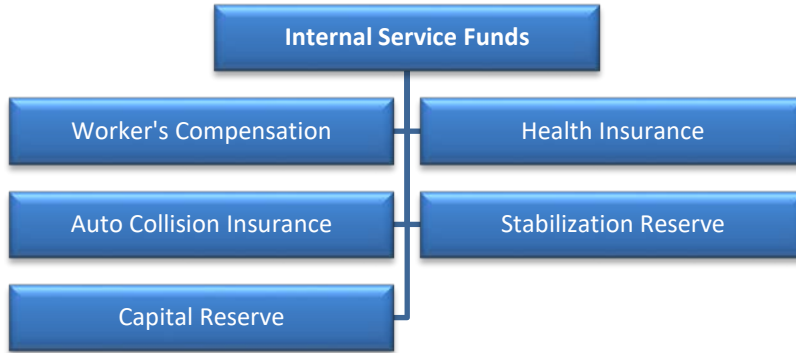 Internal Service Funds
Worker's Compensation
Health Insurance
Auto Collision Insurance
Stabilization Reserve
Capital Reserve